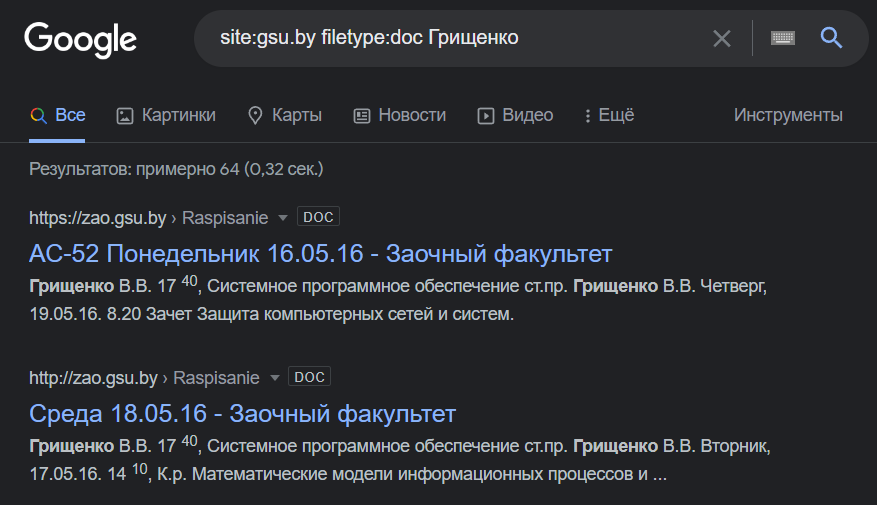 Google
site:gsu.by filetype:doc Грищенко
Все Картинки Карты Новости Видео Ещё Инструменты
Результатов: примерно 64 (0,32 сек.)
https://zao.gsu.by › Raspisanie DOC
АС-52 Понедельник 16.05.16 - Заочный факультет
Грищенко В.В. 17 40, Системное программное обеспечение ст.пр. Грищенко В.В. Четверг,
19.05.16. 8.20 Зачет Защита компьютерных сетей и систем.
http://zao.gsu.by › Raspisanie DOC
Среда 18.05.16 - Заочный факультет
Грищенко В.В. 17 40, Системное программное обеспечение ст.пр. Грищенко В.В. Вторник,
17.05.16. 14 10, К.р. Математические модели информационных процессов и ...